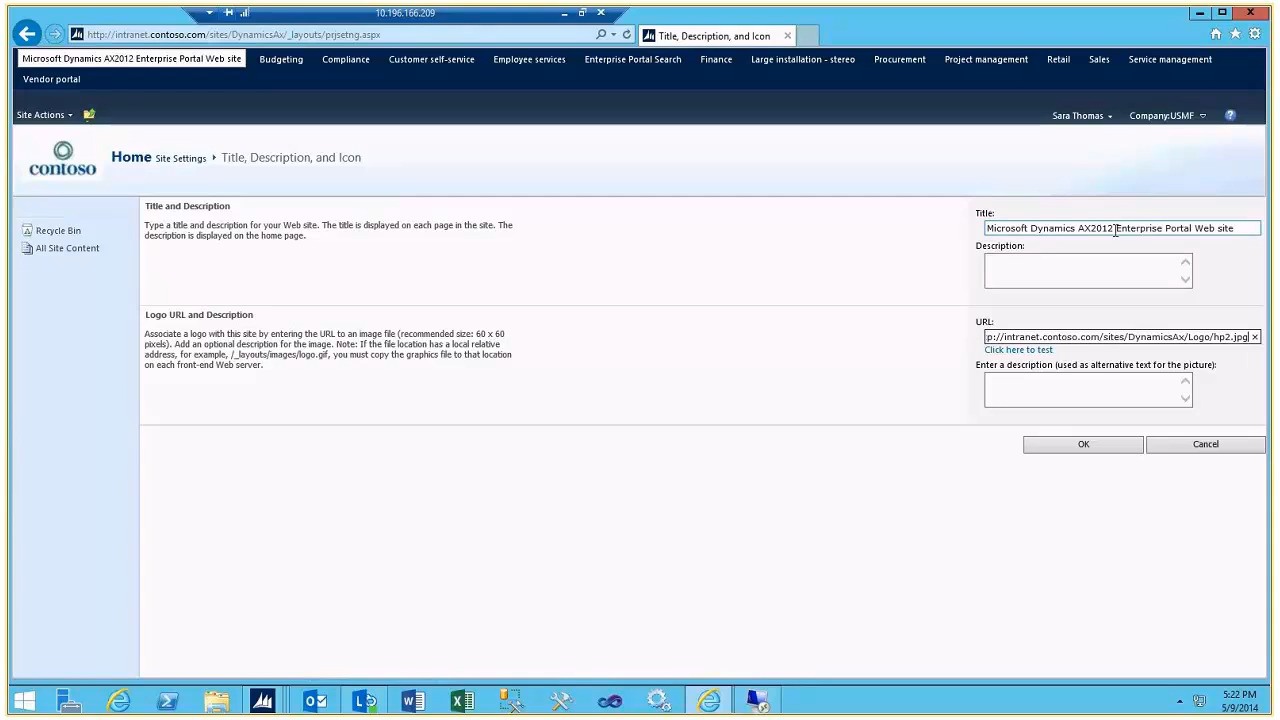 10.196.166.209
http://intranet.contoso.com/sites/DynamicsAx/_layouts/prjsetng.aspx
Title, Description, and Icon
Microsoft Dynamics AX2012 Enterprise Portal Web site
Budgeting
Compliance
Customer self-service
Employee services
Enterprise Portal Search
Finance
Large installation - stereo
Procurement
Project management
Retail
Sales
Service management
Vendor portal
Site Actions
Sara Thomas
Company:USMF
contoso
Home Site Settings Title, Description, and Icon
Recycle Bin
All Site Content
Title and Description
Type a title and description for your Web site. The title is displayed on each page in the site. The
description is displayed on the home page.
Title:
Microsoft Dynamics AX2012 Enterprise Portal Web site
Description:
Logo URL and Description
Associate a logo with this site by entering the URL to an image file (recommended size: 60 x 60
pixels). Add an optional description for the image. Note: If the file location has a local relative
address, for example, /_layouts/images/logo.gif, you must copy the graphics file to that location
on each front-end Web server.
URL:
p://intranet.contoso.com/sites/DynamicsAx/Logo/hp2.jpg
Click here to test
Enter a description (used as alternative text for the picture):
OK
Cancel
5:22 PM
5/9/2014